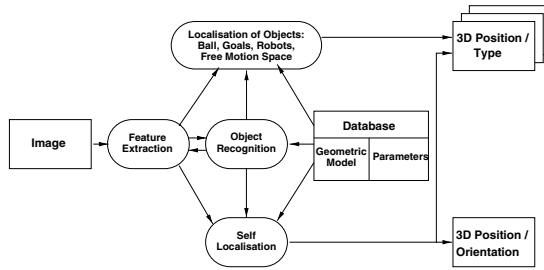 Localisation of Objects:
Ball, Goals, Robots,
Free Motion Space
3D Position /
Type
Image
Feature
Extraction
Object
Recognition
Database
Geometric
Model
Parameters
Self
Localisation
3D Position /
Orientation